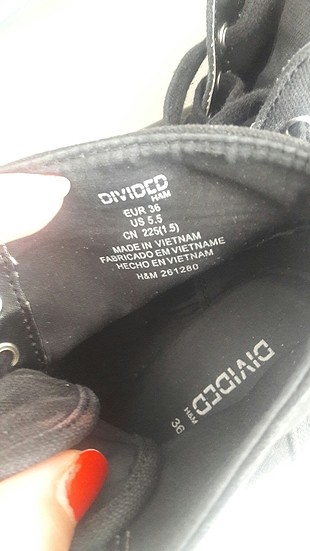 DIVIDED
H&M
EUR 36
US 5.5
CN 225(1.5)
MADE IN VIETNAM
FABRICADO EM VIETNAME
HECHO EN VIETNAM
H&M 261280
DIVIDED
H&M
36